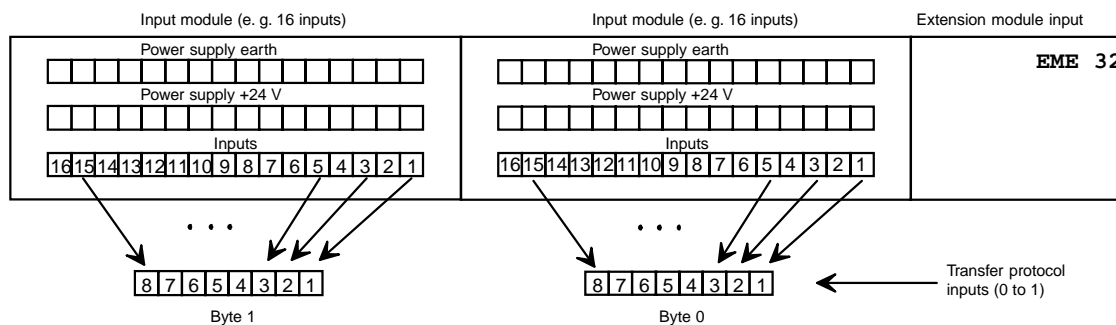 Input module (e. g. 16 inputs) Input module (e. g. 16 inputs) Extension module input
Power supply earth Power supply earth
EME 32
Power supply +24 V Power supply +24 V
Inputs Inputs
16 15 14 13 12 11 10 9 8 7 6 5 4 3 2 1 16 15 14 13 12 11 10 9 8 7 6 5 4 3 2 1
. . . . . .
8 7 6 5 4 3 2 1 8 7 6 5 4 3 2 1 Transfer protocol
inputs (0 to 1)
Byte 1 Byte 0